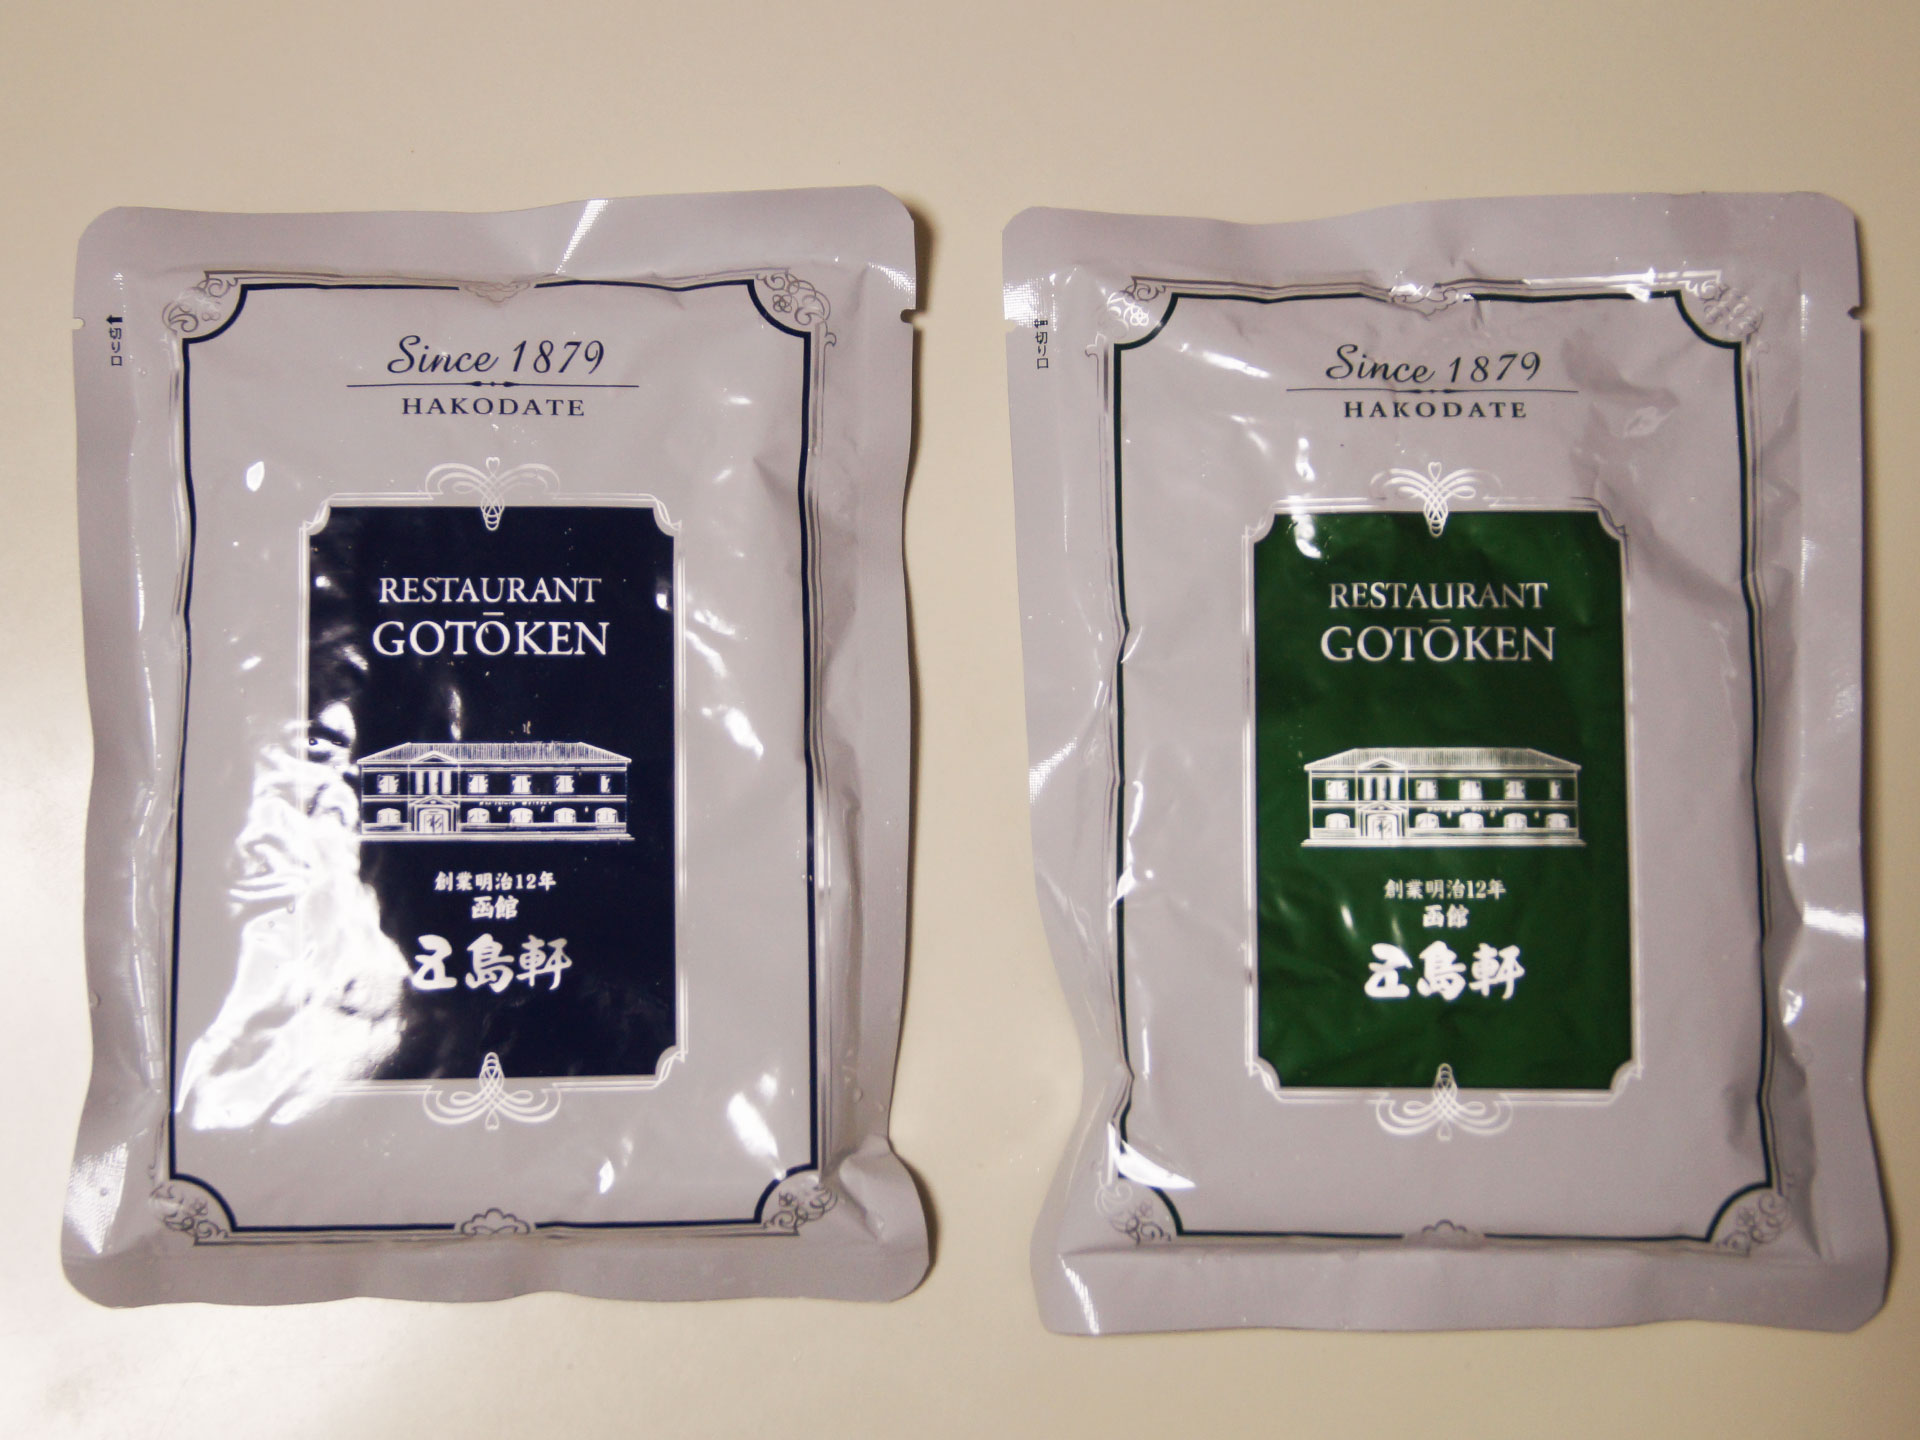 切り口
Since 1879
HAKODATE
RESTAURANT
GOTŌKEN
創業明治12年
函館
五島軒
切り口
Since 1879
HAKODATE
RESTAURANT
GOTŌKEN
創業明治12年
函館
五島軒